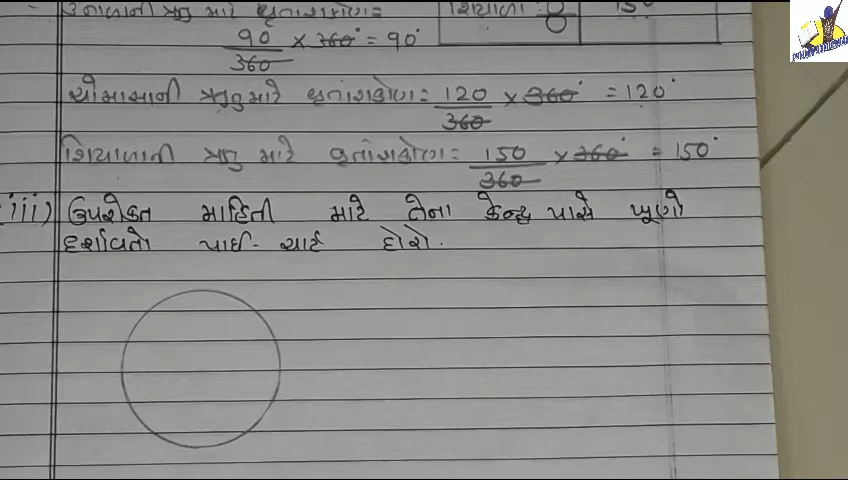 ઉનાળાની ઋતુ માટે વૃતાંશકોણ= શિયાળા 150
90/360 × 360° = 90°
ચોમાસાની ઋતુ માટે વૃતાંશકોણ= 120/360 × 360° = 120°
શિયાળાની ઋતુ માટે વૃતાંશકોણ= 150/360 × 360° = 150°
iii) ઉપરોક્ત માહિતી માટે તેના કેન્દ્ર પાસે ખૂણો
દર્શાવતો પાઈ-ચાર્ટ દોરો.